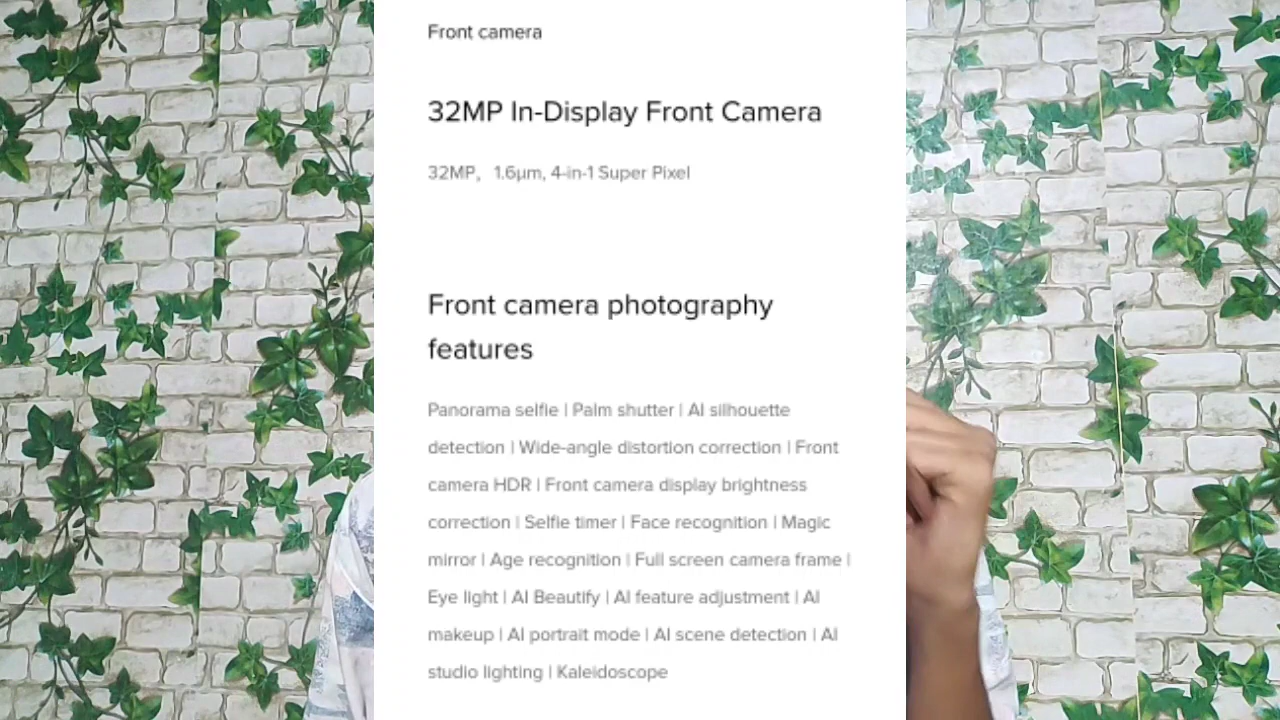 Front camera
32MP In-Display Front Camera
32MP, 1.6μm, 4-in-1 Super Pixel
Front camera photography
features
Panorama selfie | Palm shutter | AI silhouette
detection | Wide-angle distortion correction | Front
camera HDR | Front camera display brightness
correction | Selfie timer | Face recognition | Magic
mirror | Age recognition | Full screen camera frame |
Eye light | AI Beautify | AI feature adjustment | AI
makeup | AI portrait mode | AI scene detection | AI
studio lighting | Kaleidoscope